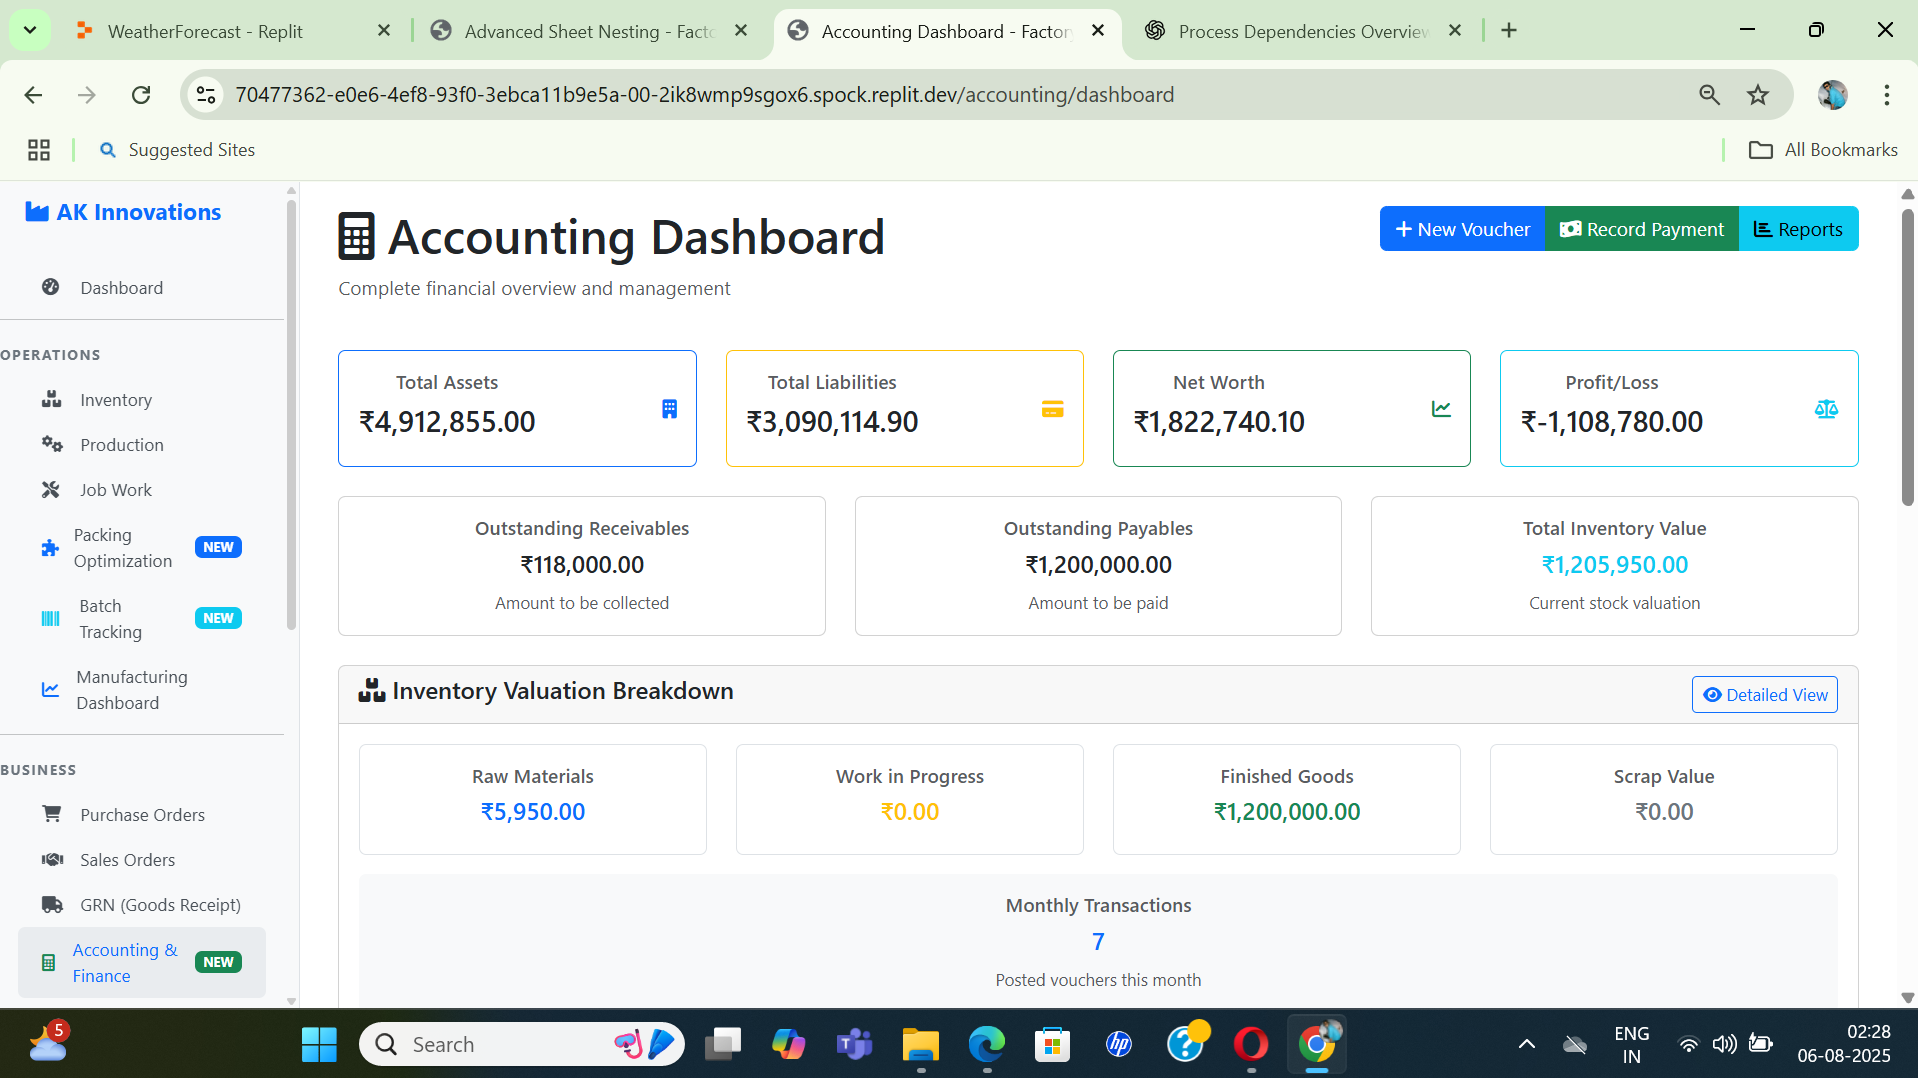 WeatherForecast - Replit
Advanced Sheet Nesting - Facto
Accounting Dashboard - Factory
Process Dependencies Overview
70477362-e0e6-4ef8-93f0-3ebca11b9e5a-00-2ik8wmp9sgox6.spock.replit.dev/accounting/dashboard
Suggested Sites
All Bookmarks
AK Innovations
Dashboard
OPERATIONS
Inventory
Production
Job Work
Packing
Optimization
NEW
Batch
Tracking
NEW
Manufacturing
Dashboard
BUSINESS
Purchase Orders
Sales Orders
GRN (Goods Receipt)
Accounting &
Finance
NEW
Accounting Dashboard
Complete financial overview and management
New Voucher
Record Payment
Reports
Total Assets
₹4,912,855.00
Total Liabilities
₹3,090,114.90
Net Worth
₹1,822,740.10
Profit/Loss
₹-1,108,780.00
Outstanding Receivables
₹118,000.00
Amount to be collected
Outstanding Payables
₹1,200,000.00
Amount to be paid
Total Inventory Value
₹1,205,950.00
Current stock valuation
Inventory Valuation Breakdown
Detailed View
Raw Materials
₹5,950.00
Work in Progress
₹0.00
Finished Goods
₹1,200,000.00
Scrap Value
₹0.00
Monthly Transactions
7
Posted vouchers this month
5
Search
hp
ENG
IN
02:28
06-08-2025